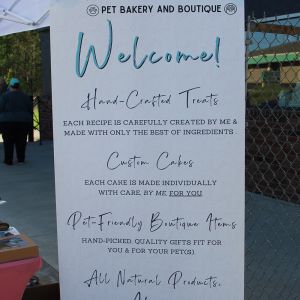 PET BAKERY AND BOUTIQUE
Welcome!
Hand-Crafted Treats
EACH RECIPE IS CAREFULLY CREATED BY ME &
MADE WITH ONLY THE BEST OF INGREDIENTS
Custom Cakes
EACH CAKE IS MADE INDIVIDUALLY
WITH CARE, BY ME FOR YOU
Pet-Friendly Boutique Items
HAND-PICKED, QUALITY GIFTS FIT FOR
YOU & FOR YOUR PET(S)
All Natural Products,